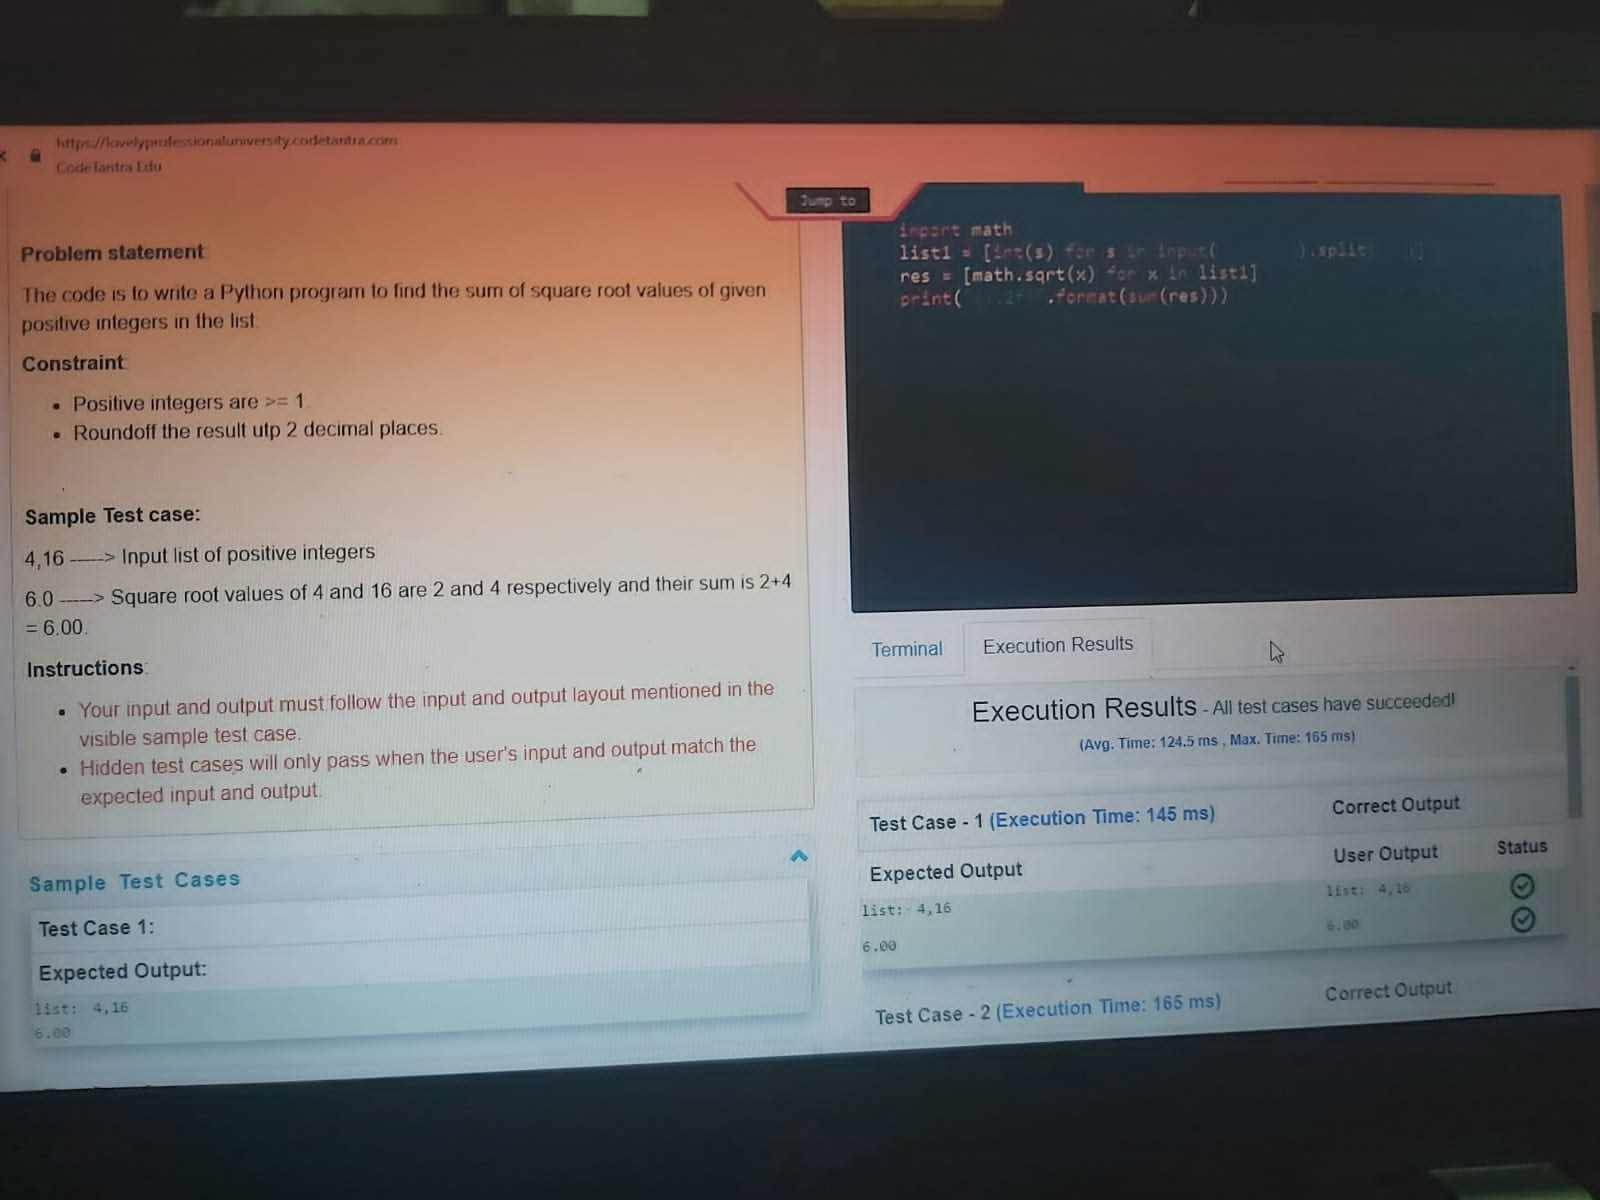 https://lovelyprofessionaluniversity.codetantra.com
CodeTantra Edu
Jump to
Problem statement
The code is to write a Python program to find the sum of square root values of given
positive integers in the list.
Constraint:
• Positive integers are >= 1.
• Roundoff the result utp 2 decimal places.
Sample Test case:
4,16 -----> Input list of positive integers
6.0 -----> Square root values of 4 and 16 are 2 and 4 respectively and their sum is 2+4
= 6.00.
Instructions:
• Your input and output must follow the input and output layout mentioned in the
visible sample test case.
• Hidden test cases will only pass when the user's input and output match the
expected input and output.
Sample Test Cases
Test Case 1:
Expected Output:
list: 4,16
6.00
import math
list1 = [int(s) for s in input( ).split( )]
res = [math.sqrt(x) for x in list1]
print( .2f .format(sum(res)))
Terminal
Execution Results
Execution Results - All test cases have succeeded!
(Avg. Time: 124.5 ms , Max. Time: 165 ms)
Test Case - 1 (Execution Time: 145 ms) Correct Output
Expected Output User Output Status
list: 4,16 list: 4,16
6.00 6.00
Test Case - 2 (Execution Time: 165 ms) Correct Output